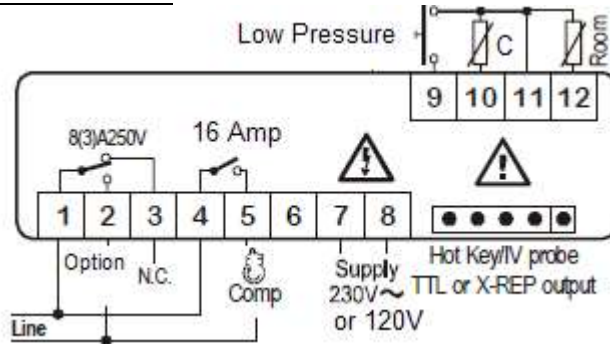 Low Pressure
C
Room
9 10 11 12
8(3)A250V
16 Amp
1 2 3 4 5 6 7 8
Option
N.C.
Comp
Supply
230V~
or 120V
Hot Key/IV probe
TTL or X-REP output
Line